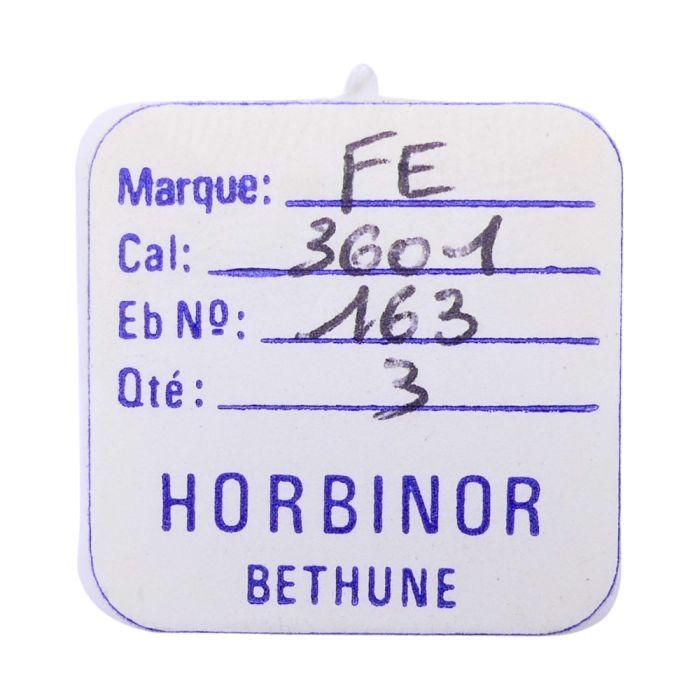 Marque: FE
Cal: 3601
Eb Nº: 163
Qté: 3
HORBINOR
BETHUNE